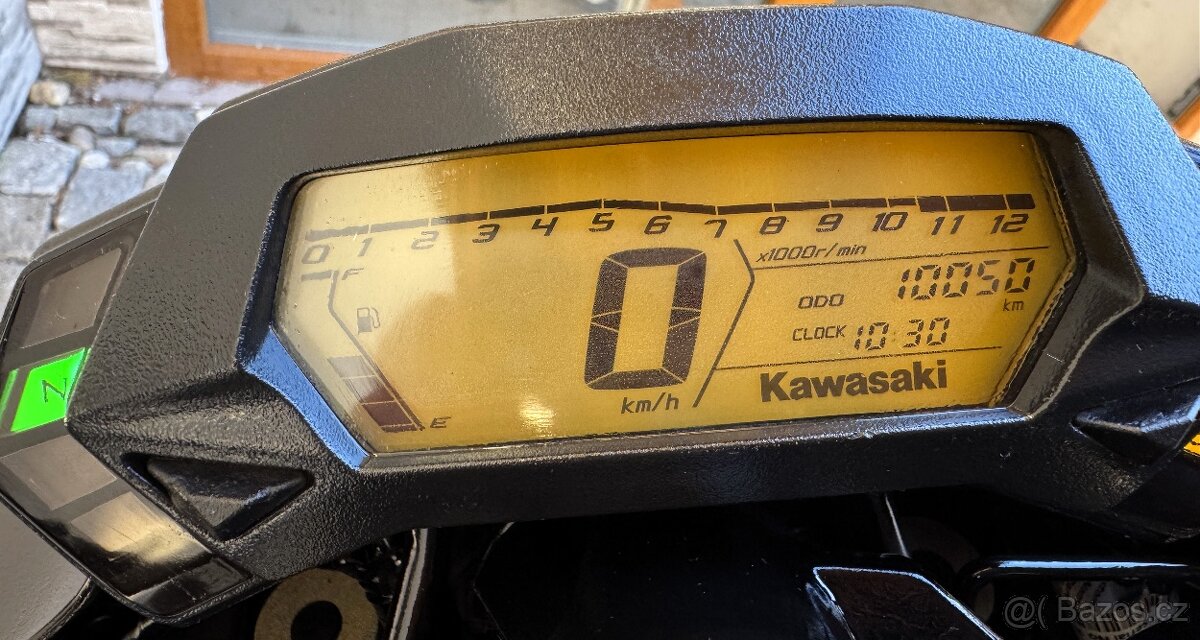 0 1 2 3 4 5 6 7 8 9 10 11 12
x1000r/min
F
ODO 10050
km
CLOCK 10:30
0
km/h
E
Kawasaki
N
@( Bazos.cz